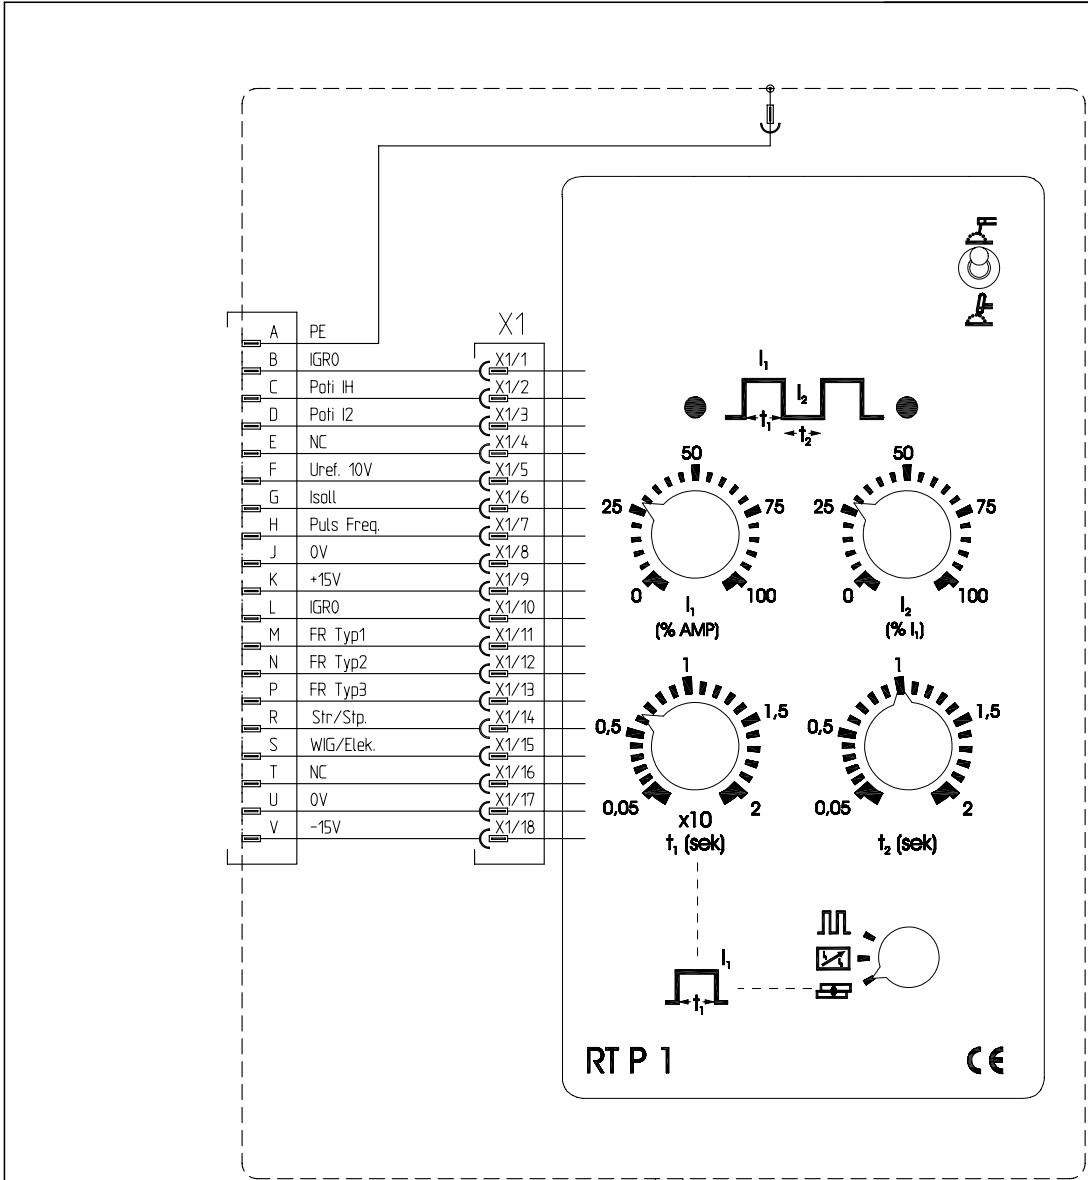 X1
A PE
B IGR0 X1/1
C Poti IH X1/2
D Poti I2 X1/3
E NC X1/4
F Uref. 10V X1/5
G Isoll X1/6
H Puls Freq. X1/7
J 0V X1/8
K +15V X1/9
L IGR0 X1/10
M FR Typ1 X1/11
N FR Typ2 X1/12
P FR Typ3 X1/13
R Str/Stp. X1/14
S WIG/Elek. X1/15
T NC X1/16
U 0V X1/17
V -15V X1/18
I₁
I₂
t₁
t₂
50 50
25 75 25 75
0 100 0 100
I₁ I₂
(% AMP) (% I₁)
1 1
0,5 1,5 0,5 1,5
0,05 2 0,05 2
x10
t₁ (sek) t₂ (sek)
I₁
t₁
RT P 1 CE